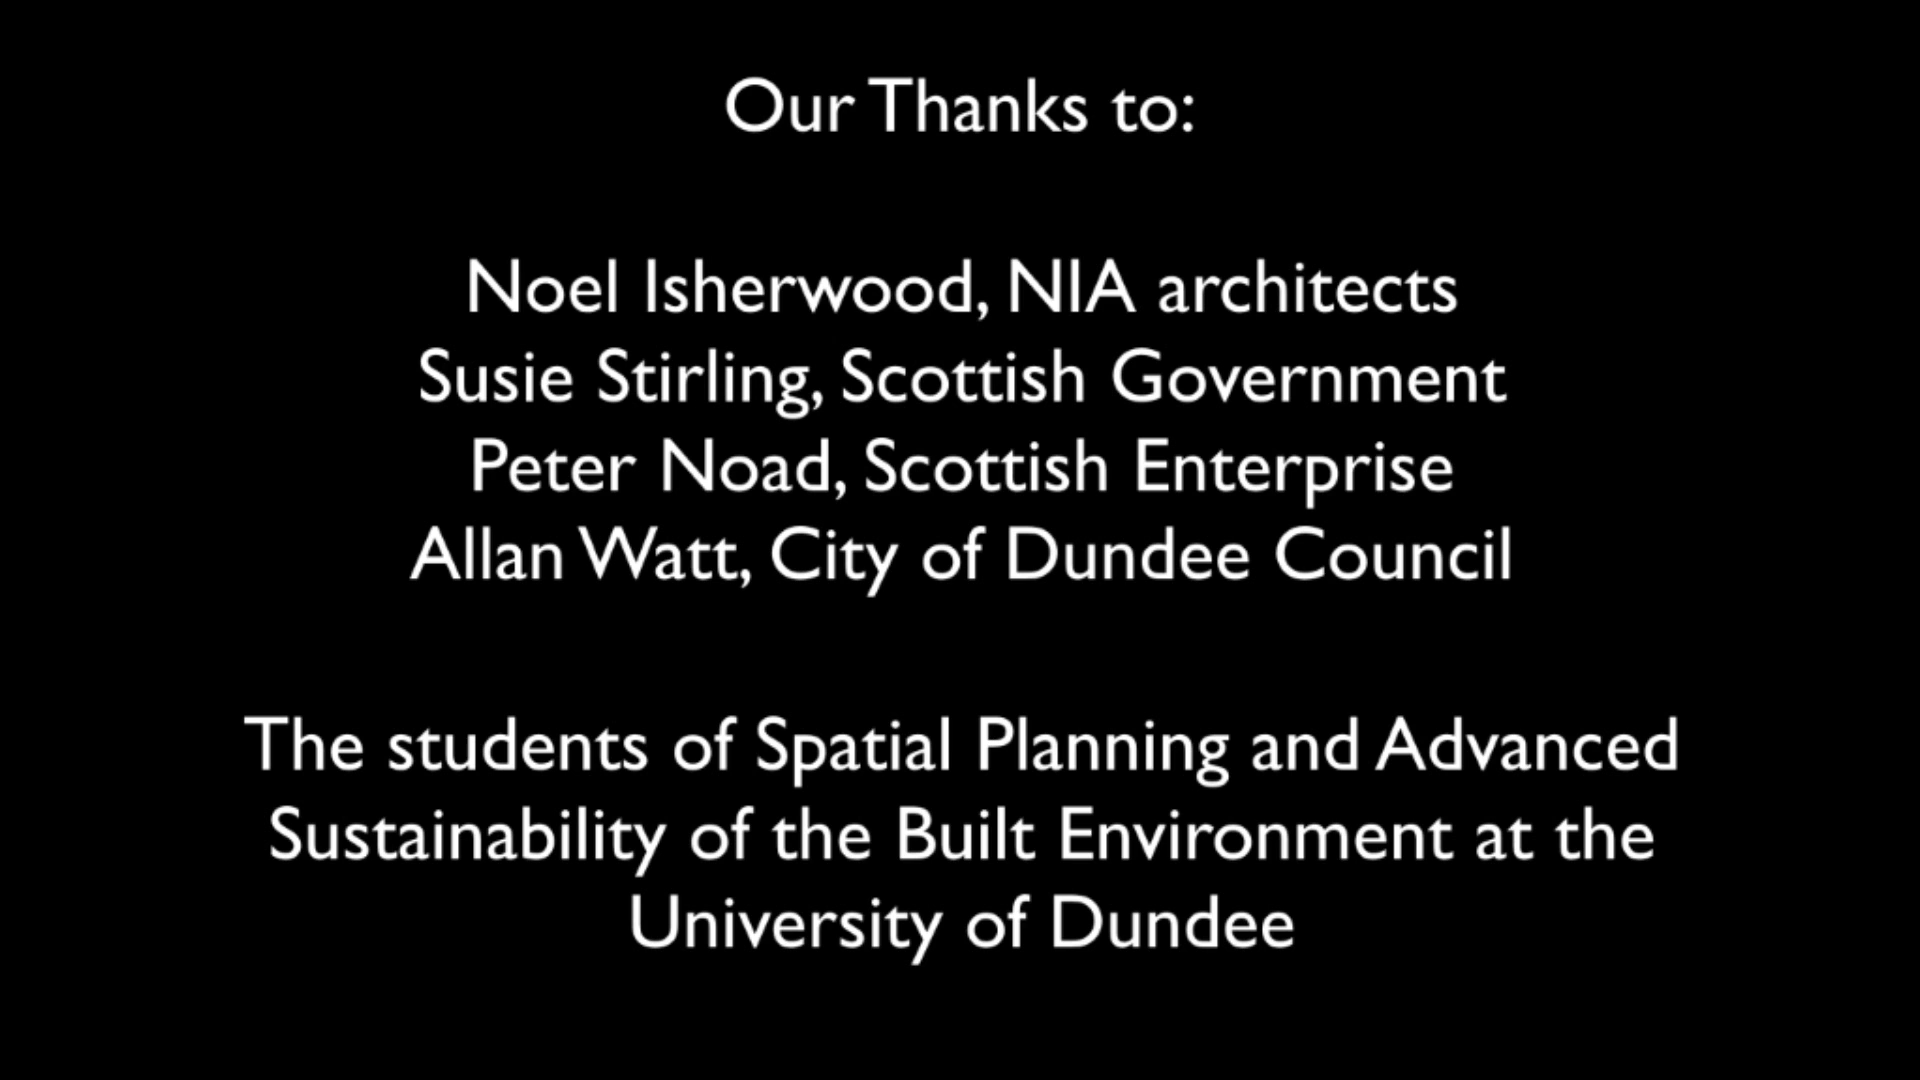 Our Thanks to:
Noel Isherwood, NIA architects
Susie Stirling, Scottish Government
Peter Noad, Scottish Enterprise
Allan Watt, City of Dundee Council
The students of Spatial Planning and Advanced
Sustainability of the Built Environment at the
University of Dundee